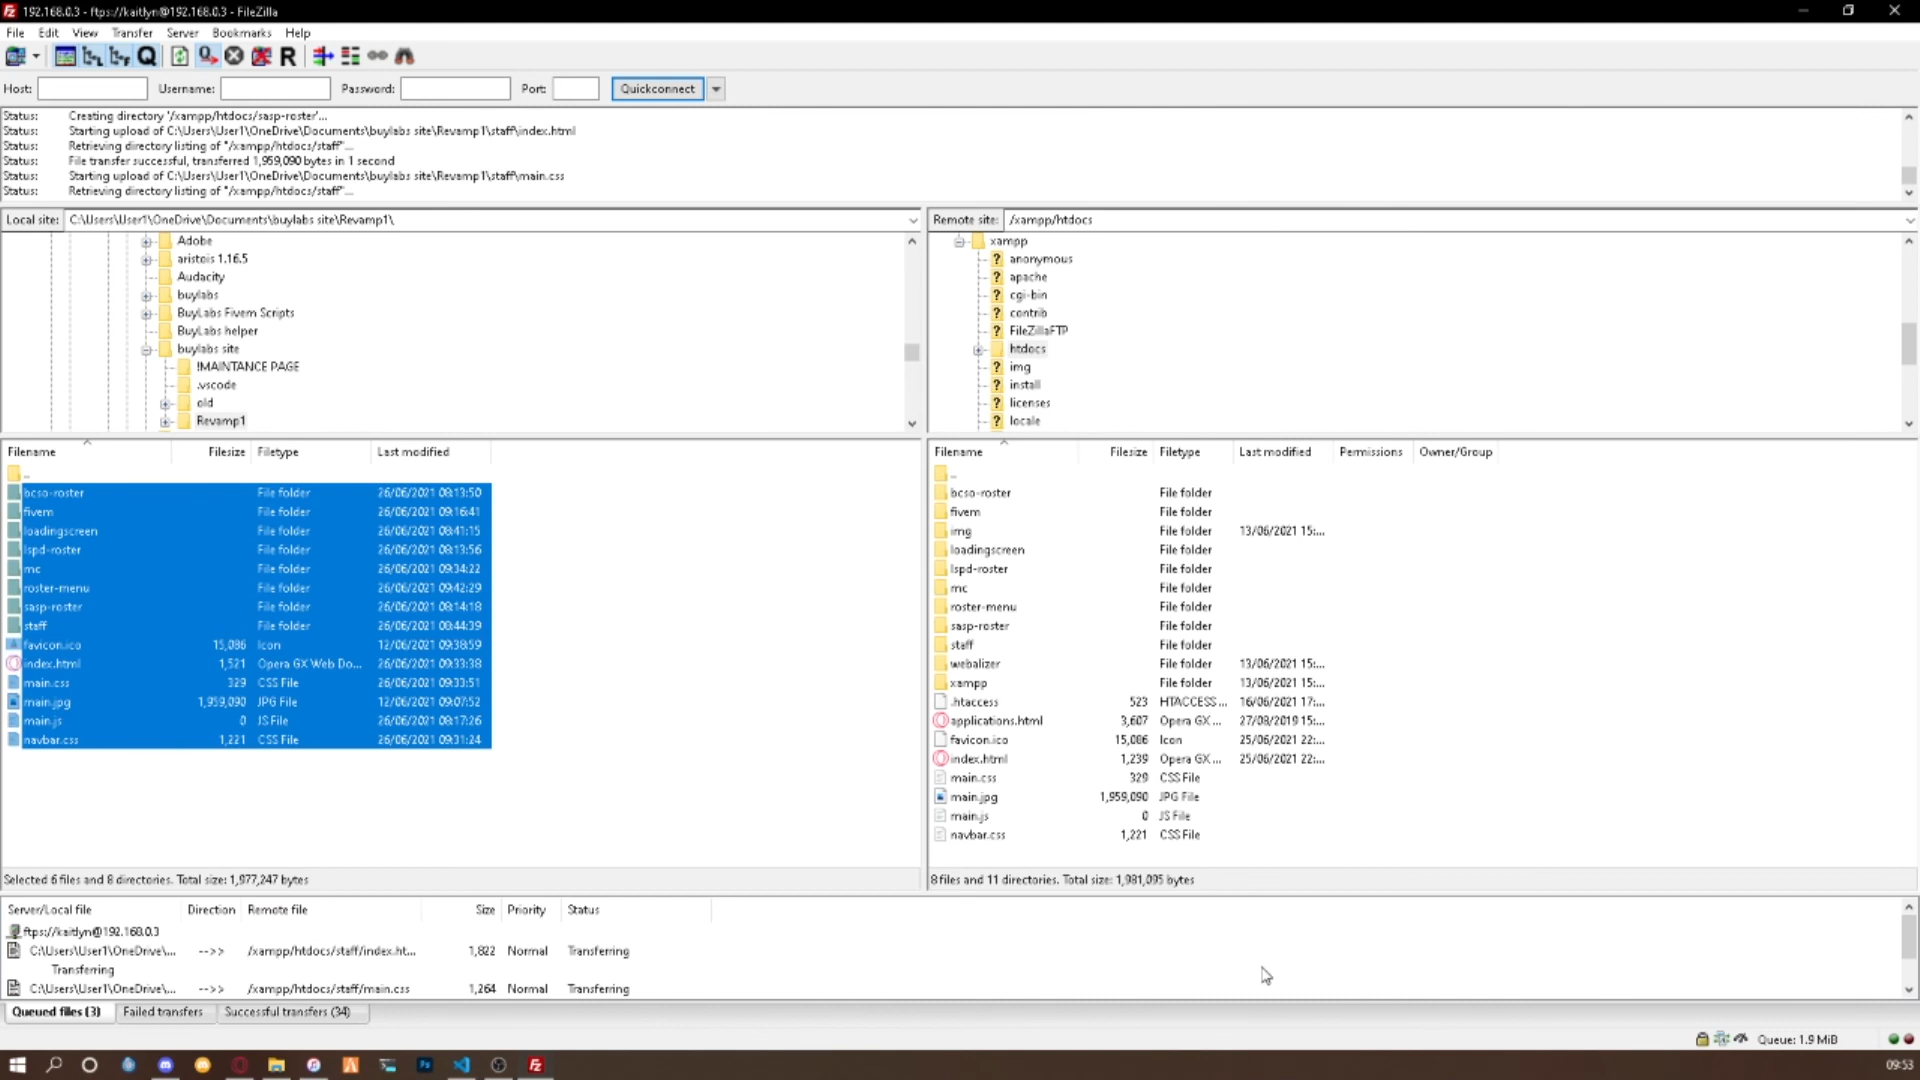 192.168.0.3 - ftps://kaitlyn@192.168.0.3 - FileZilla
File Edit View Transfer Server Bookmarks Help
Host: Username: Password: Port: Quickconnect
Status: Creating directory '/xampp/htdocs/sasp-roster'...
Status: Starting upload of C:\Users\User1\OneDrive\Documents\buylabs site\Revamp1\staff\index.html
Status: Retrieving directory listing of "/xampp/htdocs/staff"...
Status: File transfer successful, transferred 1,959,090 bytes in 1 second
Status: Starting upload of C:\Users\User1\OneDrive\Documents\buylabs site\Revamp1\staff\main.css
Status: Retrieving directory listing of "/xampp/htdocs/staff"...
Local site: C:\Users\User1\OneDrive\Documents\buylabs site\Revamp1\
Adobe
aristois 1.16.5
Audacity
buylabs
BuyLabs Fivem Scripts
BuyLabs helper
buylabs site
!MAINTANCE PAGE
.vscode
old
Revamp1
Remote site: /xampp/htdocs
xampp
anonymous
apache
cgi-bin
contrib
FileZillaFTP
htdocs
img
install
licenses
locale
Filename Filesize Filetype Last modified
..
bcso-roster File folder 26/06/2021 08:13:50
fivem File folder 26/06/2021 09:16:41
loadingscreen File folder 26/06/2021 08:41:15
lspd-roster File folder 26/06/2021 08:13:56
mc File folder 26/06/2021 09:34:22
roster-menu File folder 26/06/2021 09:42:29
sasp-roster File folder 26/06/2021 08:14:18
staff File folder 26/06/2021 08:44:39
favicon.ico 15,086 Icon 12/06/2021 09:38:59
index.html 1,521 Opera GX Web Do... 26/06/2021 09:33:38
main.css 329 CSS File 26/06/2021 09:33:51
main.jpg 1,959,090 JPG File 12/06/2021 09:07:52
main.js 0 JS File 26/06/2021 08:17:26
navbar.css 1,221 CSS File 26/06/2021 09:31:24
Selected 6 files and 8 directories. Total size: 1,977,247 bytes
Filename Filesize Filetype Last modified Permissions Owner/Group
..
bcso-roster File folder
fivem File folder
img File folder 13/06/2021 15:...
loadingscreen File folder
lspd-roster File folder
mc File folder
roster-menu File folder
sasp-roster File folder
staff File folder
webalizer File folder 13/06/2021 15:...
xampp File folder 13/06/2021 15:...
.htaccess 523 HTACCESS... 16/06/2021 17:...
applications.html 3,607 Opera GX... 27/08/2019 15:...
favicon.ico 15,086 Icon 25/06/2021 22:...
index.html 1,239 Opera GX... 25/06/2021 22:...
main.css 329 CSS File
main.jpg 1,959,090 JPG File
main.js 0 JS File
navbar.css 1,221 CSS File
8 files and 11 directories. Total size: 1,981,095 bytes
Server/Local file Direction Remote file Size Priority Status
ftps://kaitlyn@192.168.0.3
C:\Users\User1\OneDrive\... -->> /xampp/htdocs/staff/index.ht... 1,822 Normal Transferring
Transferring
C:\Users\User1\OneDrive\... -->> /xampp/htdocs/staff/main.css 1,264 Normal Transferring
Queued files (3) Failed transfers Successful transfers (34)
Queue: 1.9 MiB
09:53